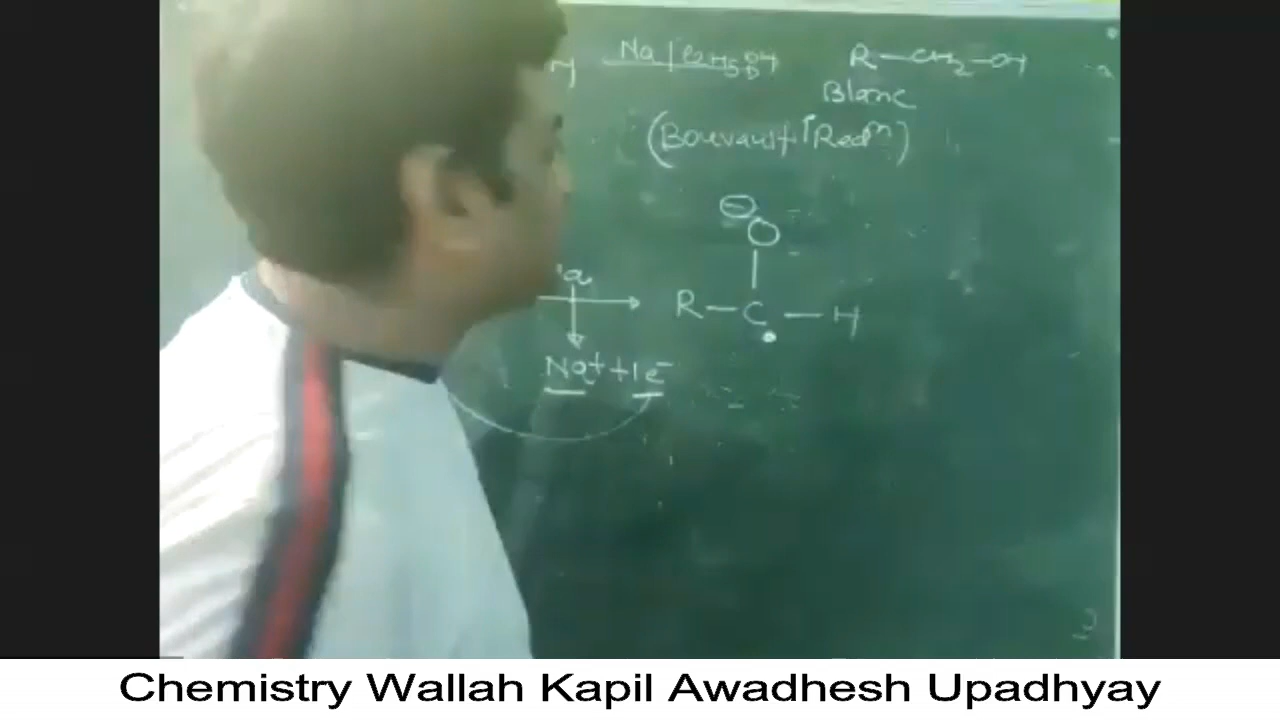 H Na/C2H5OH R—CH2—OH
Blanc
(Bouvault Redn)
⊖
O
|
a
R—C—H
•
Na+ + 1e-
Chemistry Wallah Kapil Awadhesh Upadhyay